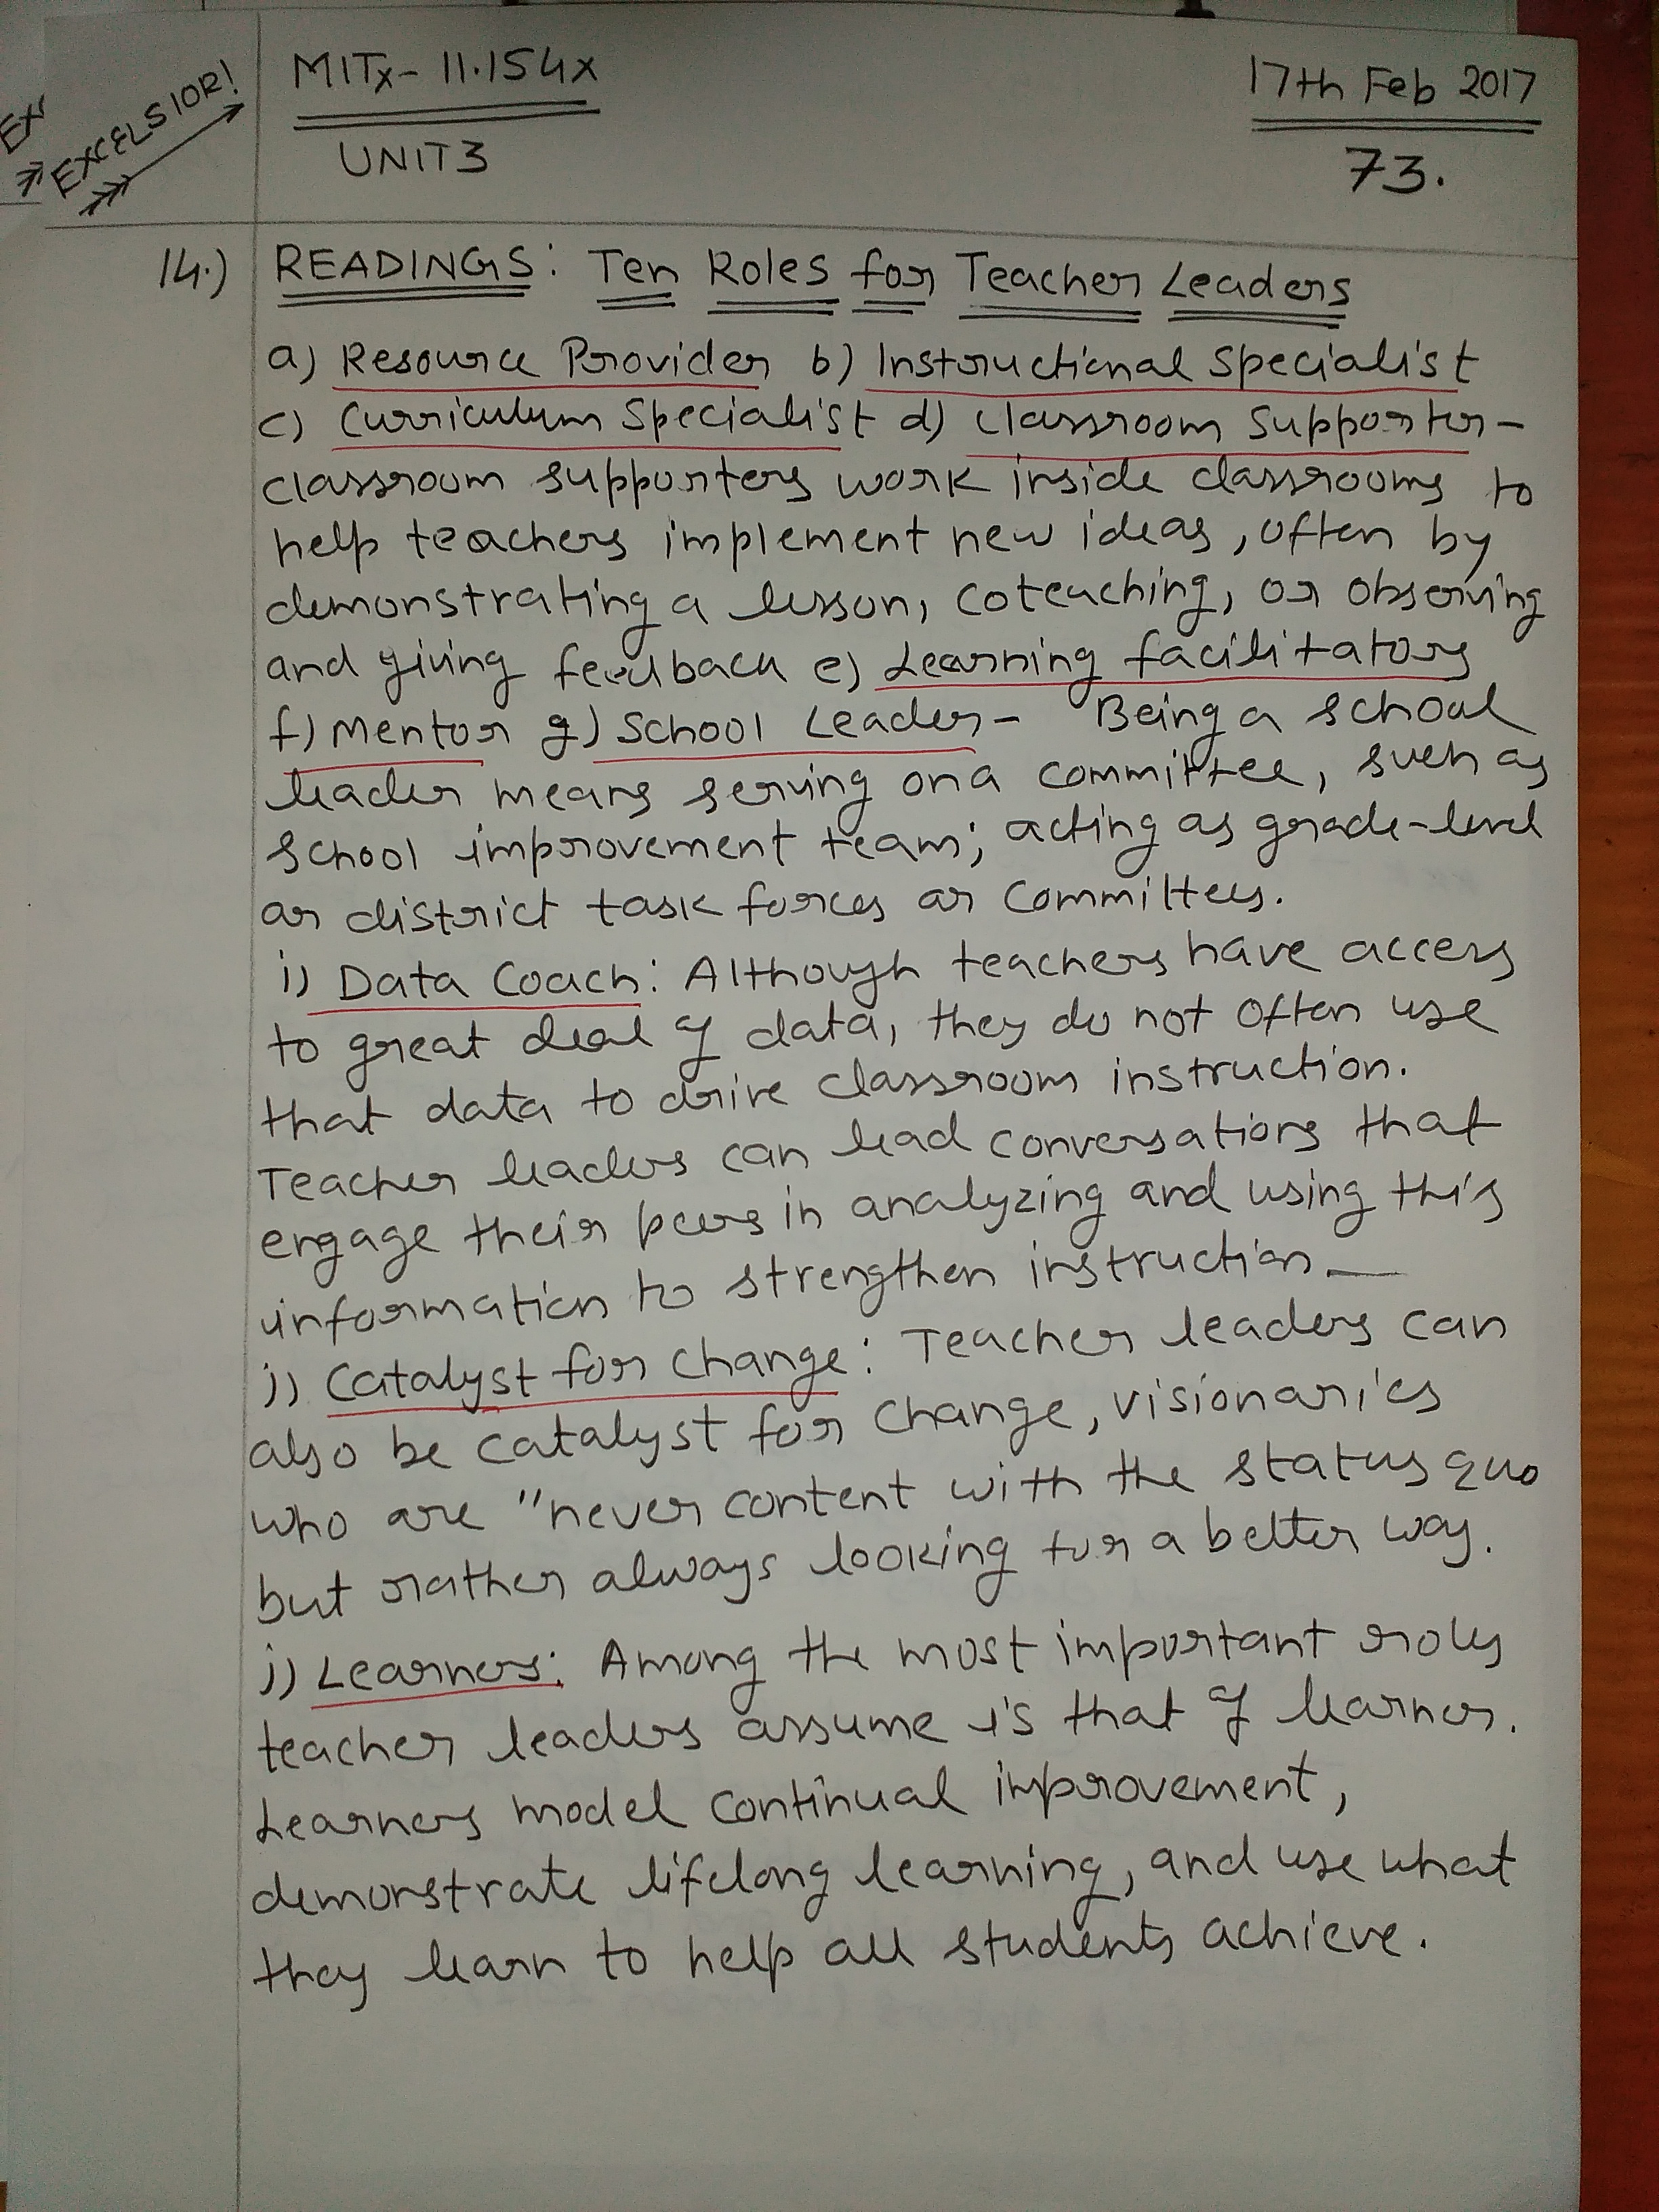 EX
EXCELSIOR!
MITx- 11.154x
UNIT3
17th Feb 2017
73.
14.) READINGS: Ten Roles for Teacher Leaders
a) Resource Provider b) Instructional Specialist
c) Curriculum Specialist d) Classroom Supporter-
classroom supporters work inside classrooms to
help teachers implement new ideas, often by
demonstrating a lesson, coteaching, or observing
and giving feedback e) Learning facilitators
f) Mentor g) School Leader- Being a school
leader means serving on a committee, such as
school improvement team; acting as grade-level
or district task forces or committees.
i) Data Coach: Although teachers have access
to great deal of data, they do not often use
that data to drive classroom instruction.
Teacher leaders can lead conversations that
engage their peers in analyzing and using this
information to strengthen instruction_
j) Catalyst for change: Teacher leaders can
also be catalyst for change, visionaries
who are "never content with the status quo
but rather always looking for a better way.
j) Learners: Among the most important roles
teacher leaders assume is that of learner.
Learners model continual improvement,
demonstrate lifelong learning, and use what
they learn to help all students achieve.